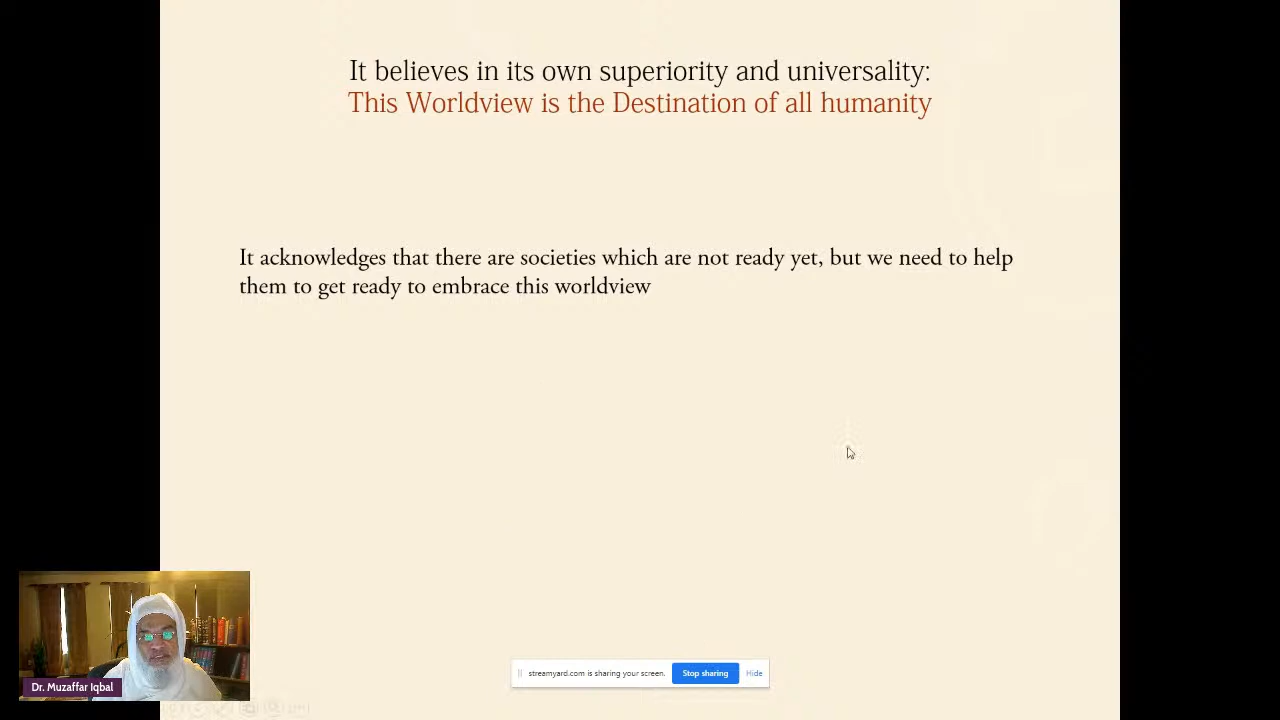 It believes in its own superiority and universality:
This Worldview is the Destination of all humanity
It acknowledges that there are societies which are not ready yet, but we need to help
them to get ready to embrace this worldview
Dr. Muzaffar Iqbal
streamyard.com is sharing your screen.
Stop sharing
Hide